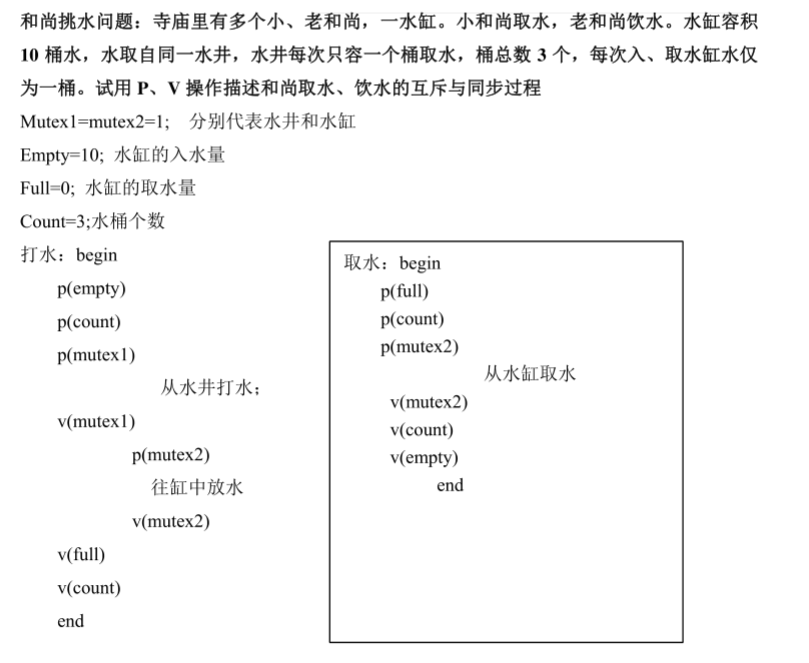 和尚挑水问题：寺庙里有多个小、老和尚，一水缸。小和尚取水，老和尚饮水。水缸容积
10 桶水，水取自同一水井，水井每次只容一个桶取水，桶总数 3 个，每次入、取水缸水仅
为一桶。试用 P、V 操作描述和尚取水、饮水的互斥与同步过程
Mutex1=mutex2=1; 分别代表水井和水缸
Empty=10; 水缸的入水量
Full=0; 水缸的取水量
Count=3;水桶个数
打水：begin
p(empty)
p(count)
p(mutex1)
从水井打水；
v(mutex1)
p(mutex2)
往缸中放水
v(mutex2)
v(full)
v(count)
end
取水：begin
p(full)
p(count)
p(mutex2)
从水缸取水
v(mutex2)
v(count)
v(empty)
end